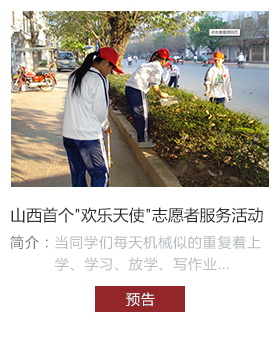 山西首个"欢乐天使"志愿者服务活动
简介：当同学们每天机械似的重复着上
学、学习、放学、写作业...
预告